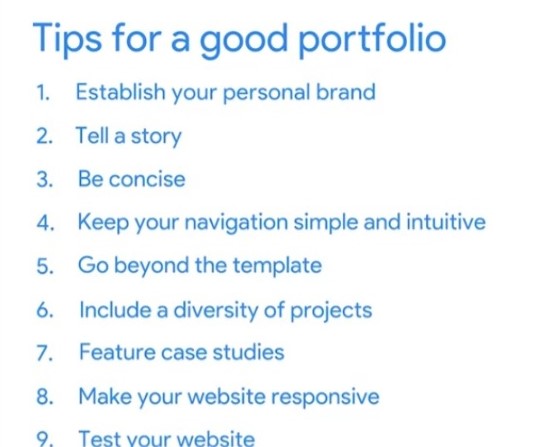 Tips for a good portfolio
1. Establish your personal brand
2. Tell a story
3. Be concise
4. Keep your navigation simple and intuitive
5. Go beyond the template
6. Include a diversity of projects
7. Feature case studies
8. Make your website responsive
9. Test your website